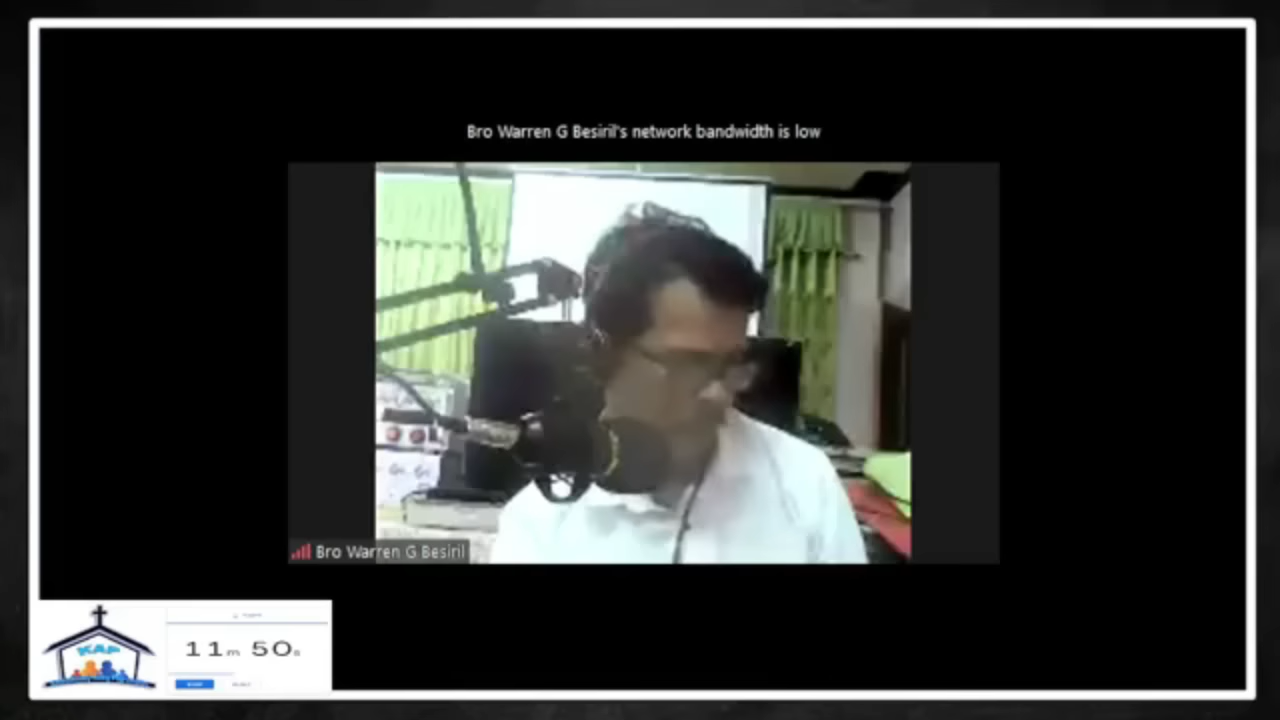 Bro Warren G Besiril's network bandwidth is low
Bro Warren G Besiril
KAP
11m 50s